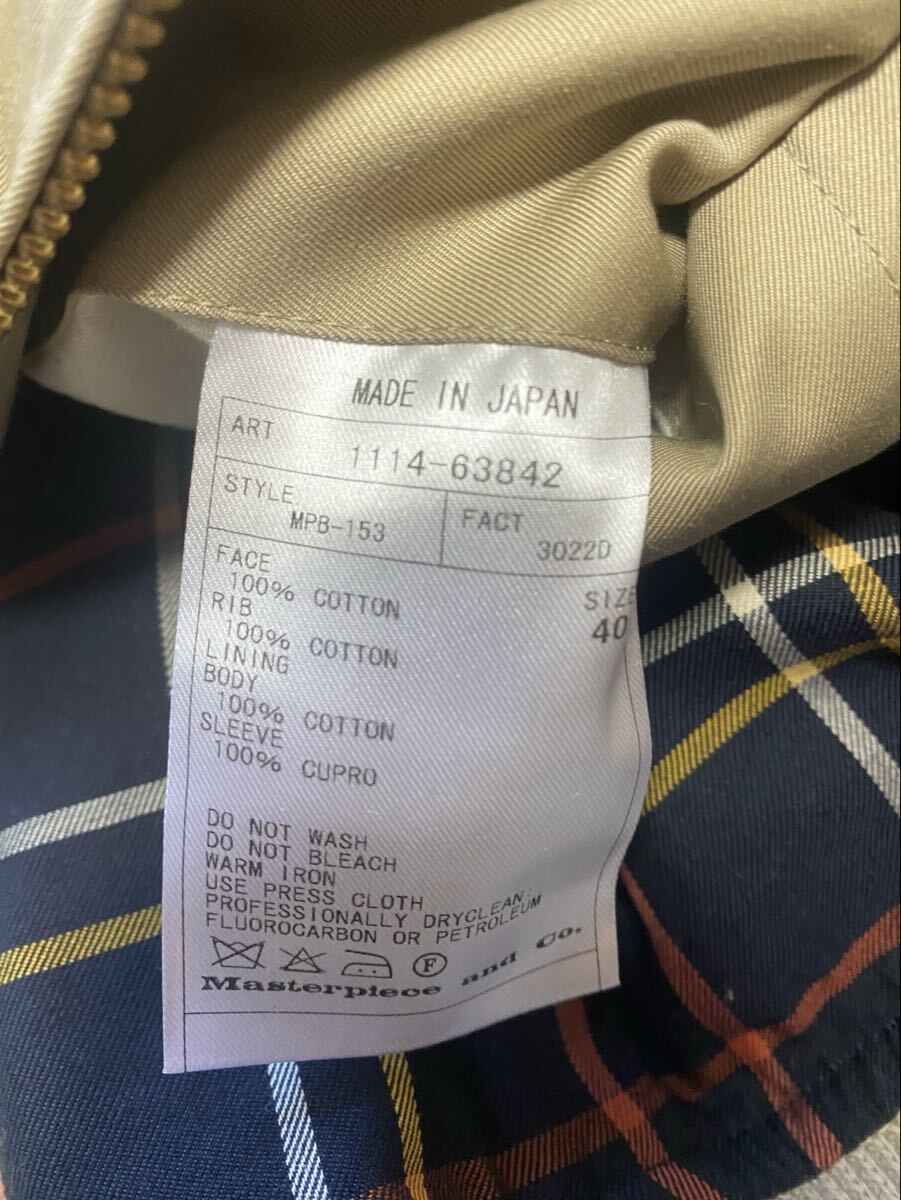 MADE IN JAPAN
ART
1114-63842
STYLE
MPB-153
FACT
3022D
FACE
100% COTTON
SIZE
40
RIB
100% COTTON
LINING
BODY
100% COTTON
SLEEVE
100% CUPRO
DO NOT WASH
DO NOT BLEACH
WARM IRON
USE PRESS CLOTH
PROFESSIONALLY DRYCLEAN:
FLUOROCARBON OR PETROLEUM
F
Masterpiece and Co.